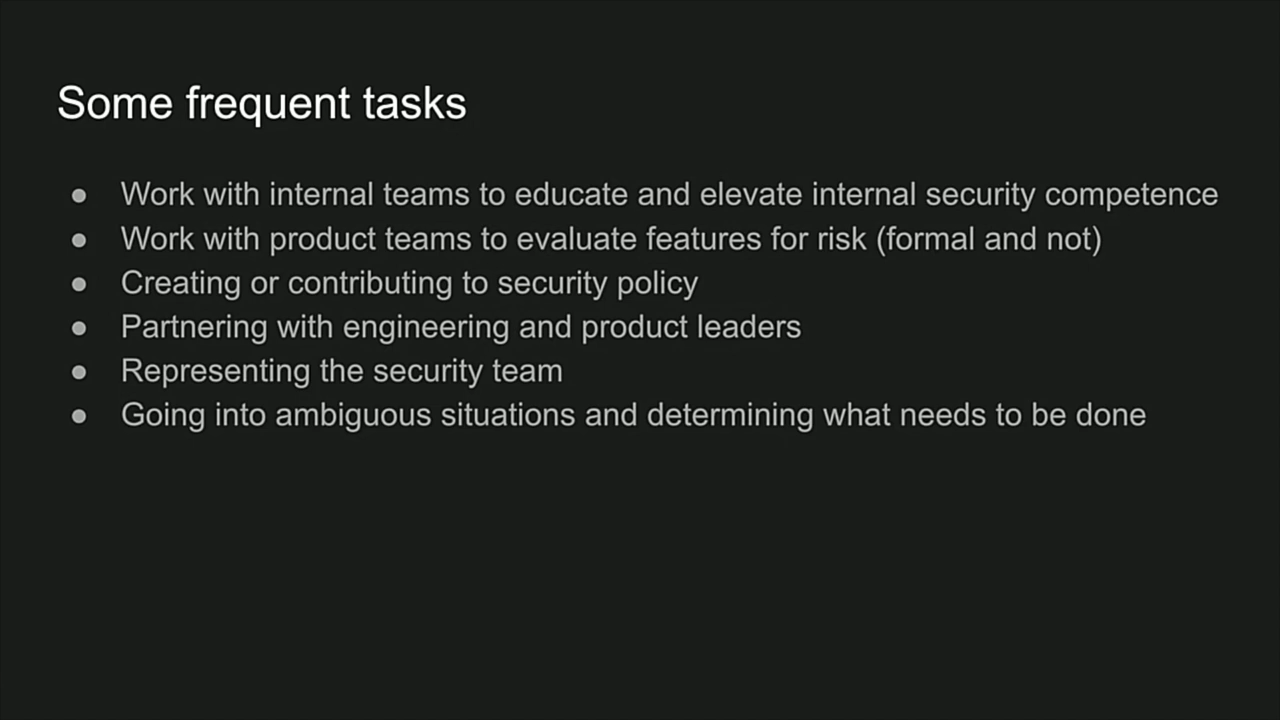 Some frequent tasks
● Work with internal teams to educate and elevate internal security competence
● Work with product teams to evaluate features for risk (formal and not)
● Creating or contributing to security policy
● Partnering with engineering and product leaders
● Representing the security team
● Going into ambiguous situations and determining what needs to be done